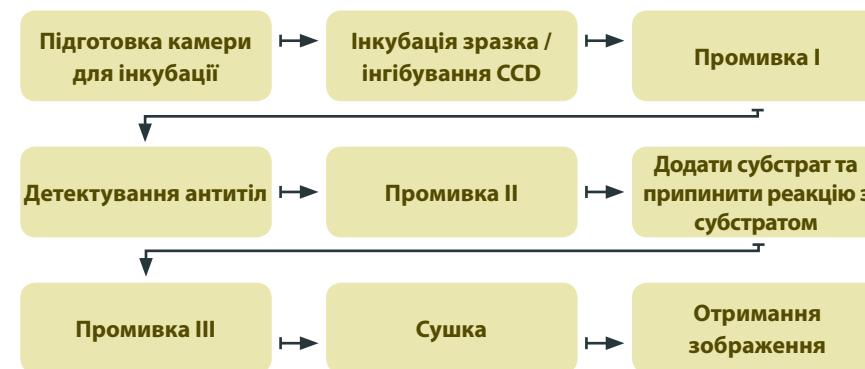 Підготовка камери
для інкубації
Інкубація зразка /
інгібування CCD
Промивка I
Детектування антитіл
Промивка II
Додати субстрат та
припинити реакцію з
субстратом
Промивка III
Сушка
Отримання
зображення